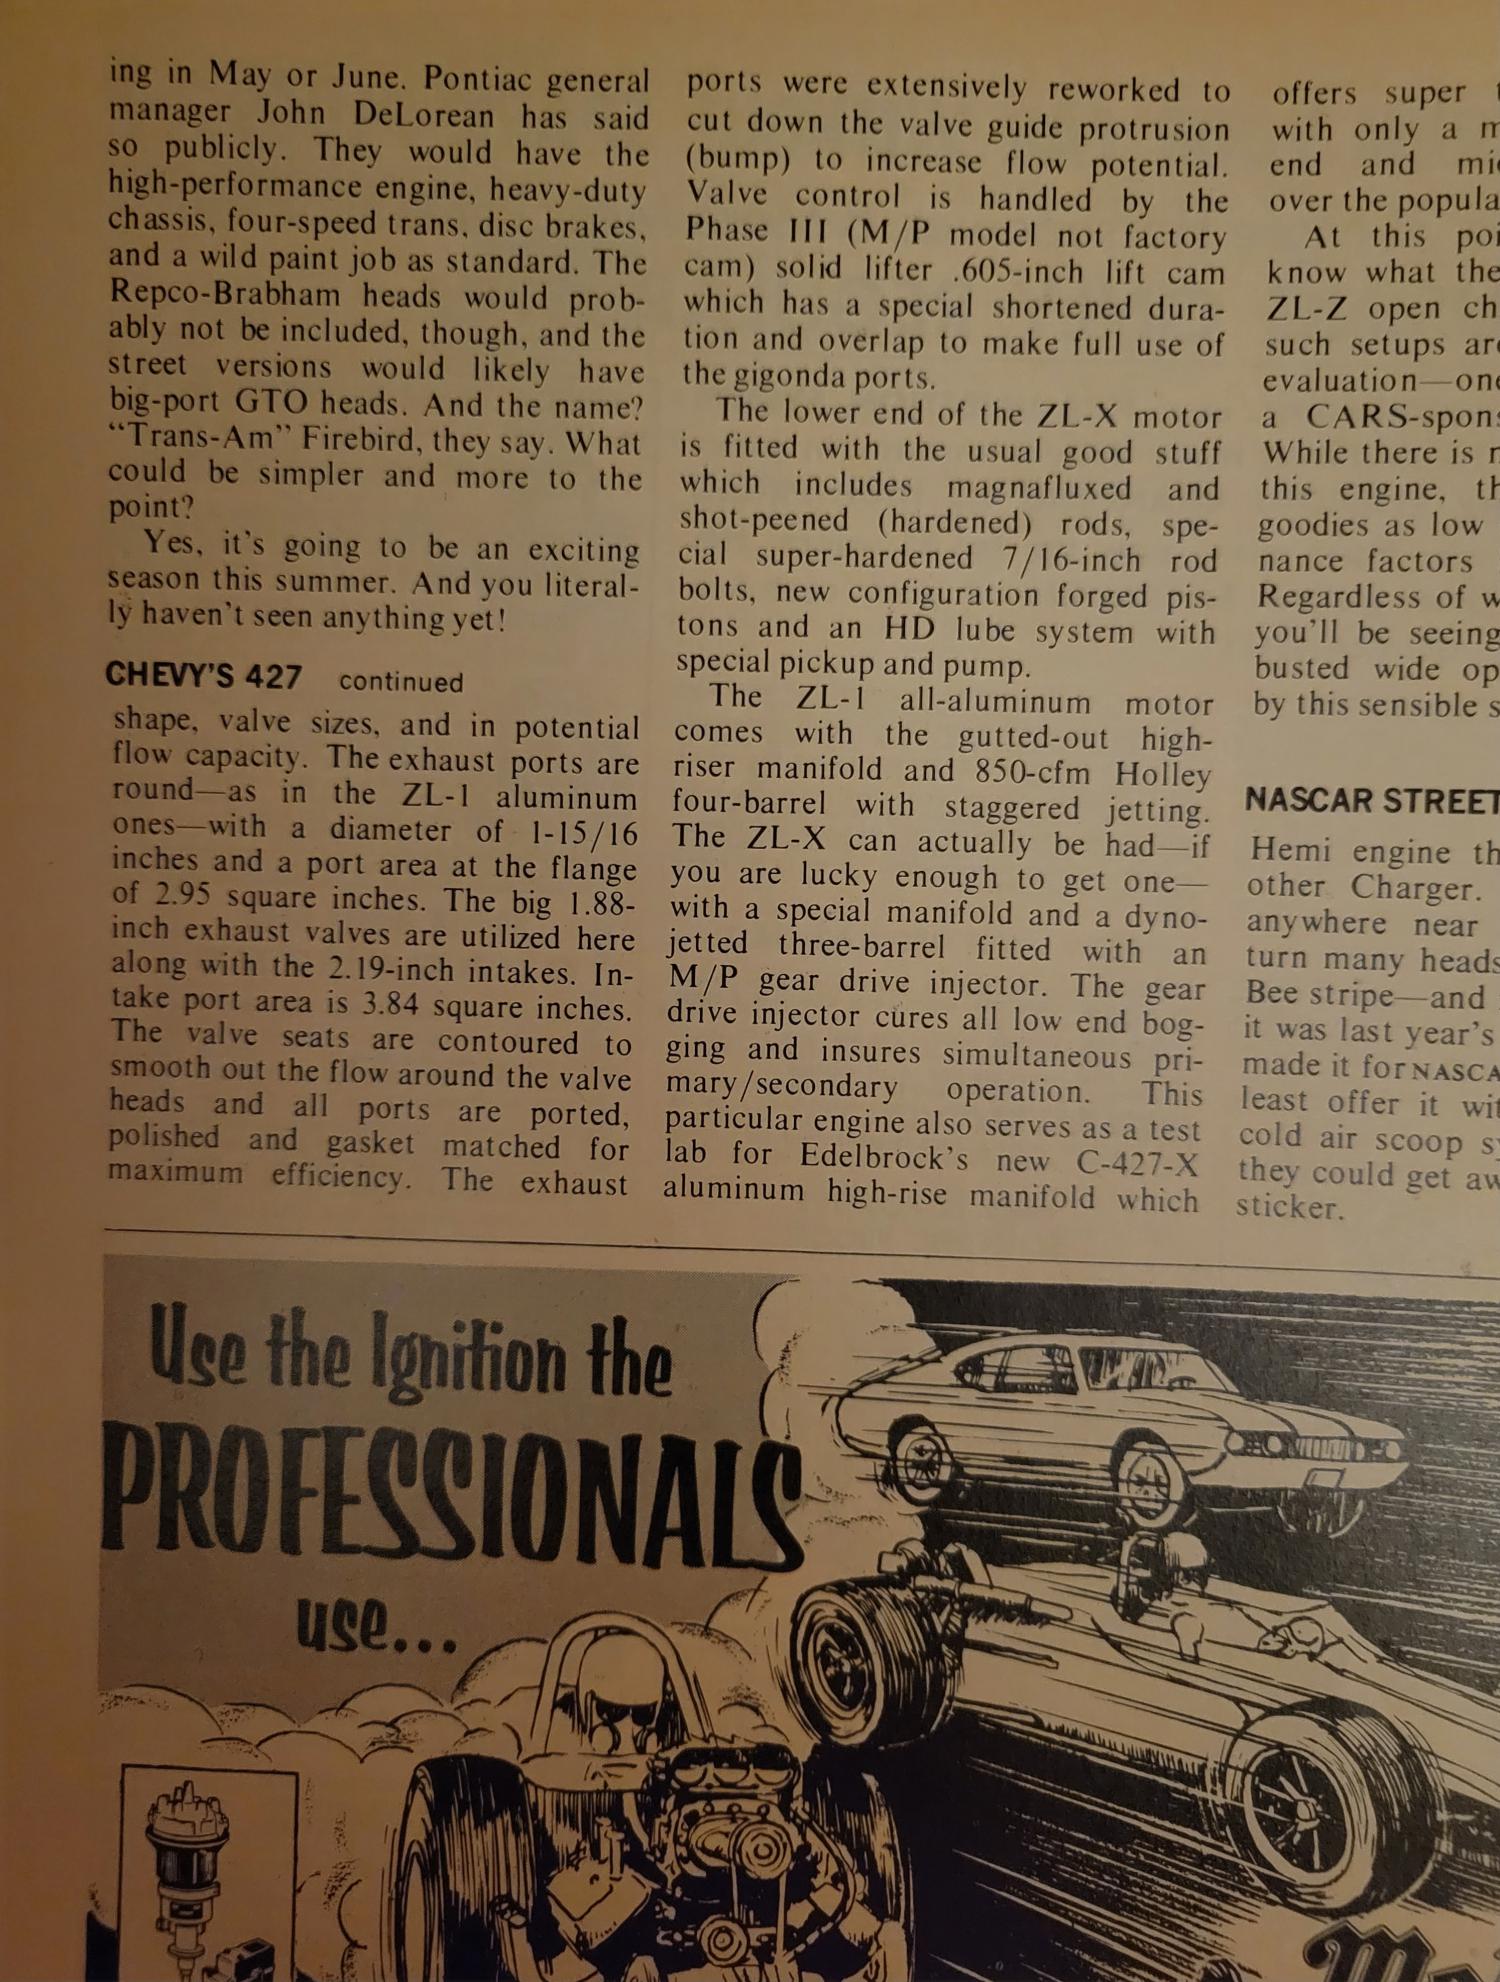 ing in May or June. Pontiac general
manager John DeLorean has said
so publicly. They would have the
high-performance engine, heavy-duty
chassis, four-speed trans, disc brakes,
and a wild paint job as standard. The
Repco-Brabham heads would prob-
ably not be included, though, and the
street versions would likely have
big-port GTO heads. And the name?
“Trans-Am” Firebird, they say. What
could be simpler and more to the
point?
Yes, it's going to be an exciting
season this summer. And you literal-
ly haven't seen anything yet!
CHEVY'S 427 continued
shape, valve sizes, and in potential
flow capacity. The exhaust ports are
round—as in the ZL-1 aluminum
ones—with a diameter of 1-15/16
inches and a port area at the flange
of 2.95 square inches. The big 1.88-
inch exhaust valves are utilized here
along with the 2.19-inch intakes. In-
take port area is 3.84 square inches.
The valve seats are contoured to
smooth out the flow around the valve
heads and all ports are ported,
polished and gasket matched for
maximum efficiency. The exhaust
ports were extensively reworked to
cut down the valve guide protrusion
(bump) to increase flow potential.
Valve control is handled by the
Phase III (M/P model not factory
cam) solid lifter .605-inch lift cam
which has a special shortened dura-
tion and overlap to make full use of
the gigonda ports.
The lower end of the ZL-X motor
is fitted with the usual good stuff
which includes magnafluxed and
shot-peened (hardened) rods, spe-
cial super-hardened 7/16-inch rod
bolts, new configuration forged pis-
tons and an HD lube system with
special pickup and pump.
The ZL-1 all-aluminum motor
comes with the gutted-out high-
riser manifold and 850-cfm Holley
four-barrel with staggered jetting.
The ZL-X can actually be had—if
you are lucky enough to get one—
with a special manifold and a dyno-
jetted three-barrel fitted with an
M/P gear drive injector. The gear
drive injector cures all low end bog-
ging and insures simultaneous pri-
mary/secondary operation. This
particular engine also serves as a test
lab for Edelbrock's new C-427-X
aluminum high-rise manifold which
offers super
with only a
end and
over the
At this
know what
ZL-Z open
such setups
evaluation—
a
While there is
this engine,
goodies as low
nance factors
Regardless of
you'll be seeing
busted wide
by this sensible
NASCAR STREET
Hemi engine
other Charger.
anywhere near
turn many heads
Bee stripe—and
it was last year's
made it for
least offer it
cold air scoop
they could get
sticker.
Use the Ignition the
PROFESSIONALS
use...